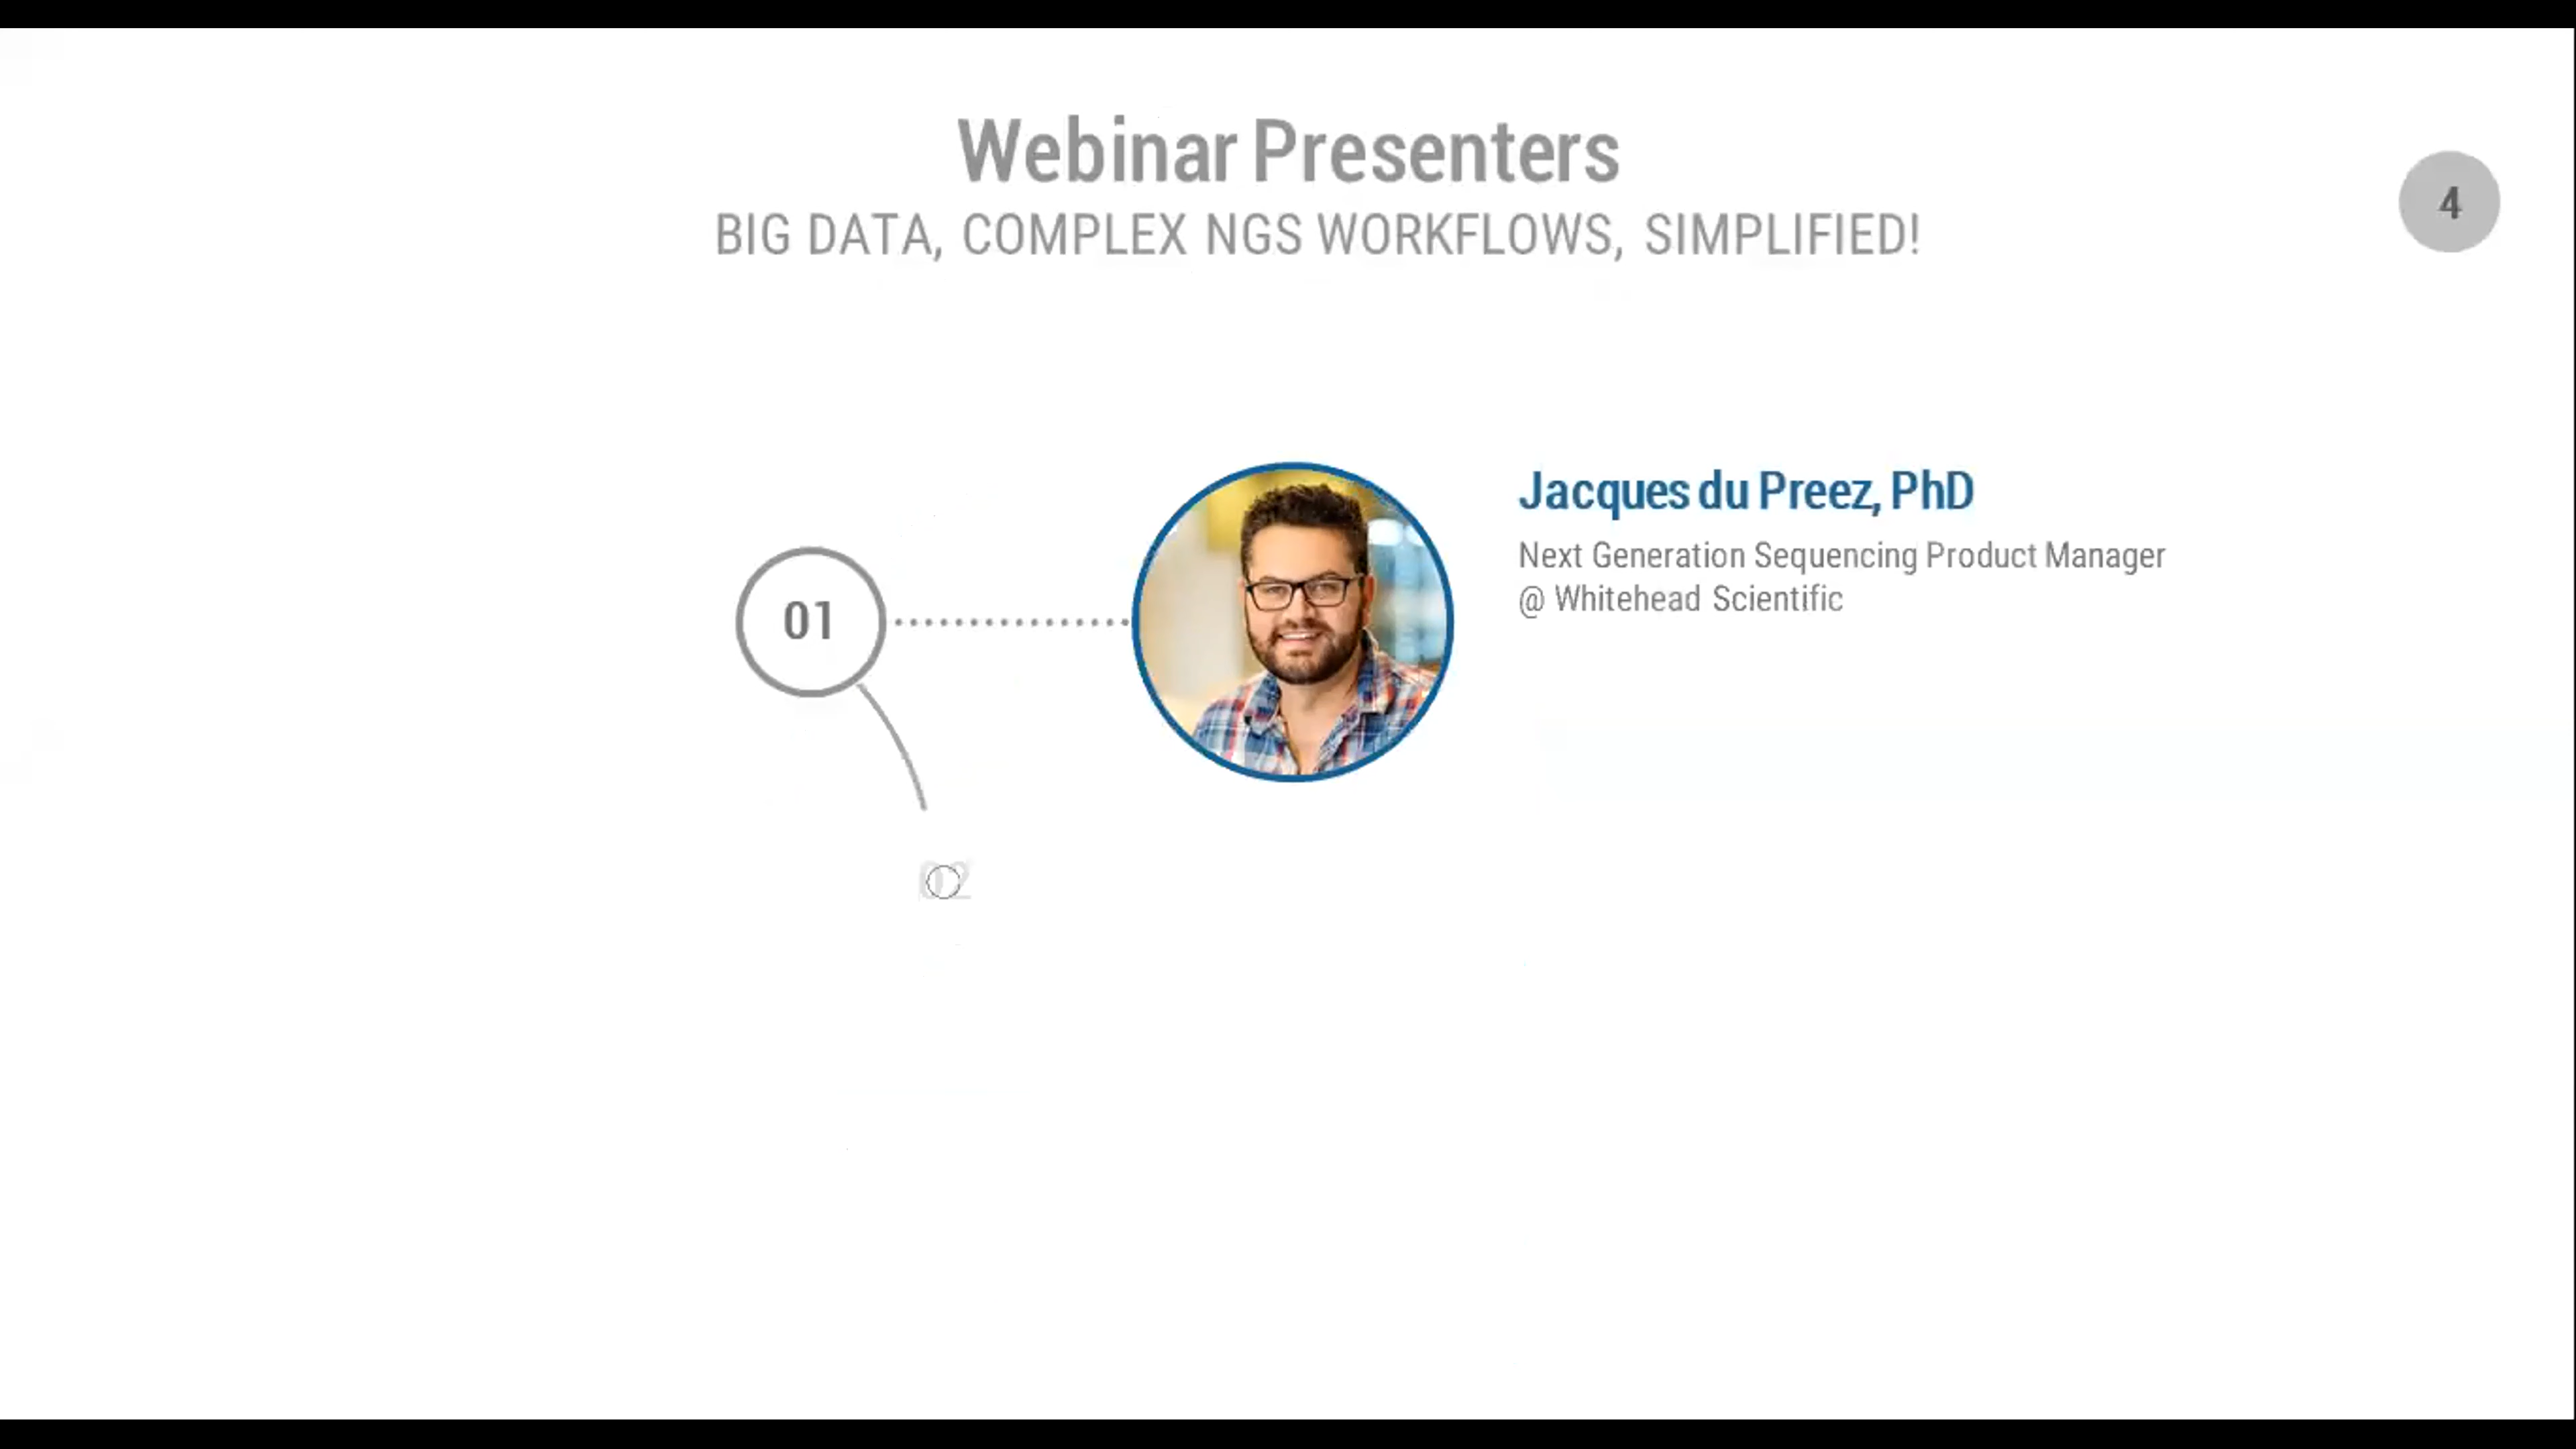 Webinar Presenters
BIG DATA, COMPLEX NGS WORKFLOWS, SIMPLIFIED!
4
Jacques du Preez, PhD
Next Generation Sequencing Product Manager
@ Whitehead Scientific
01
02